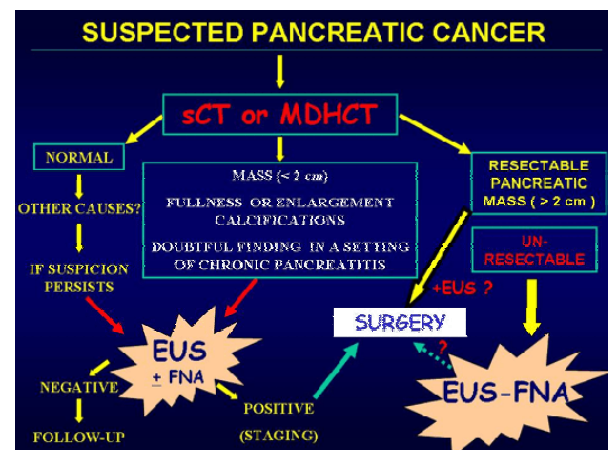 SUSPECTED PANCREATIC CANCER
sCT or MDHCT
NORMAL
OTHER CAUSES?
IF SUSPICION
PERSISTS
MASS (< 2 cm)
FULLNESS OR ENLARGEMENT
CALCIFICATIONS
DOUBTFUL FINDING IN A SETTING
OF CHRONIC PANCREATITIS
RESECTABLE
PANCREATIC
MASS ( > 2 cm )
UN-
RESECTABLE
+EUS ?
SURGERY
?
EUS
± FNA
EUS-FNA
NEGATIVE
FOLLOW-UP
POSITIVE
(STAGING)